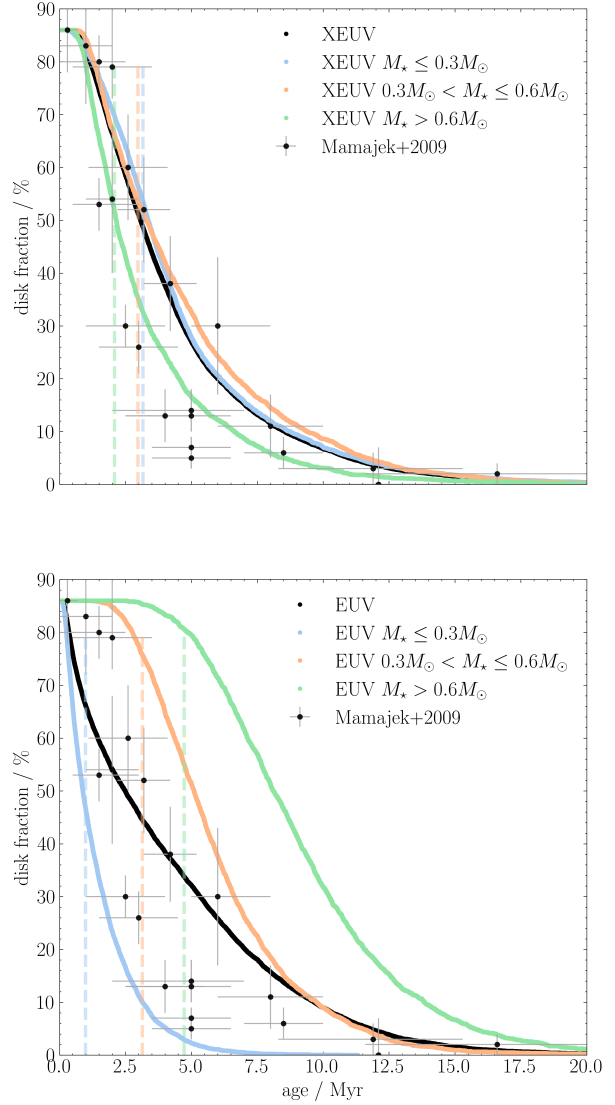 90
80
70
60
50
40
30
20
10
0
disk fraction / %
XEUV
XEUV M⋆ ≤ 0.3M⊙
XEUV 0.3M⊙ < M⋆ ≤ 0.6M⊙
XEUV M⋆ > 0.6M⊙
Mamajek+2009
90
80
70
60
50
40
30
20
10
0
disk fraction / %
EUV
EUV M⋆ ≤ 0.3M⊙
EUV 0.3M⊙ < M⋆ ≤ 0.6M⊙
EUV M⋆ > 0.6M⊙
Mamajek+2009
0.0 2.5 5.0 7.5 10.0 12.5 15.0 17.5 20.0
age / Myr